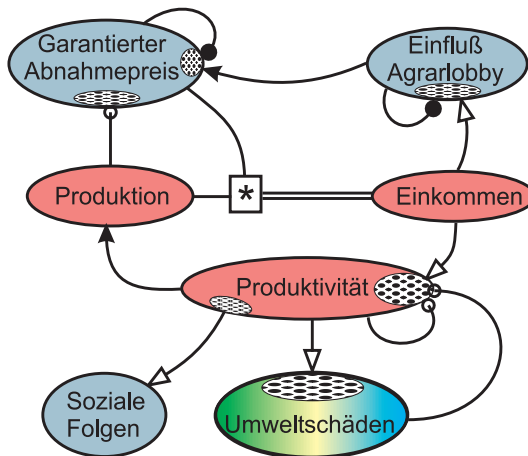 Garantierter
Abnahmepreis
Einfluß
Agrarlobby
Produktion
*
Einkommen
Produktivität
Soziale
Folgen
Umweltschäden